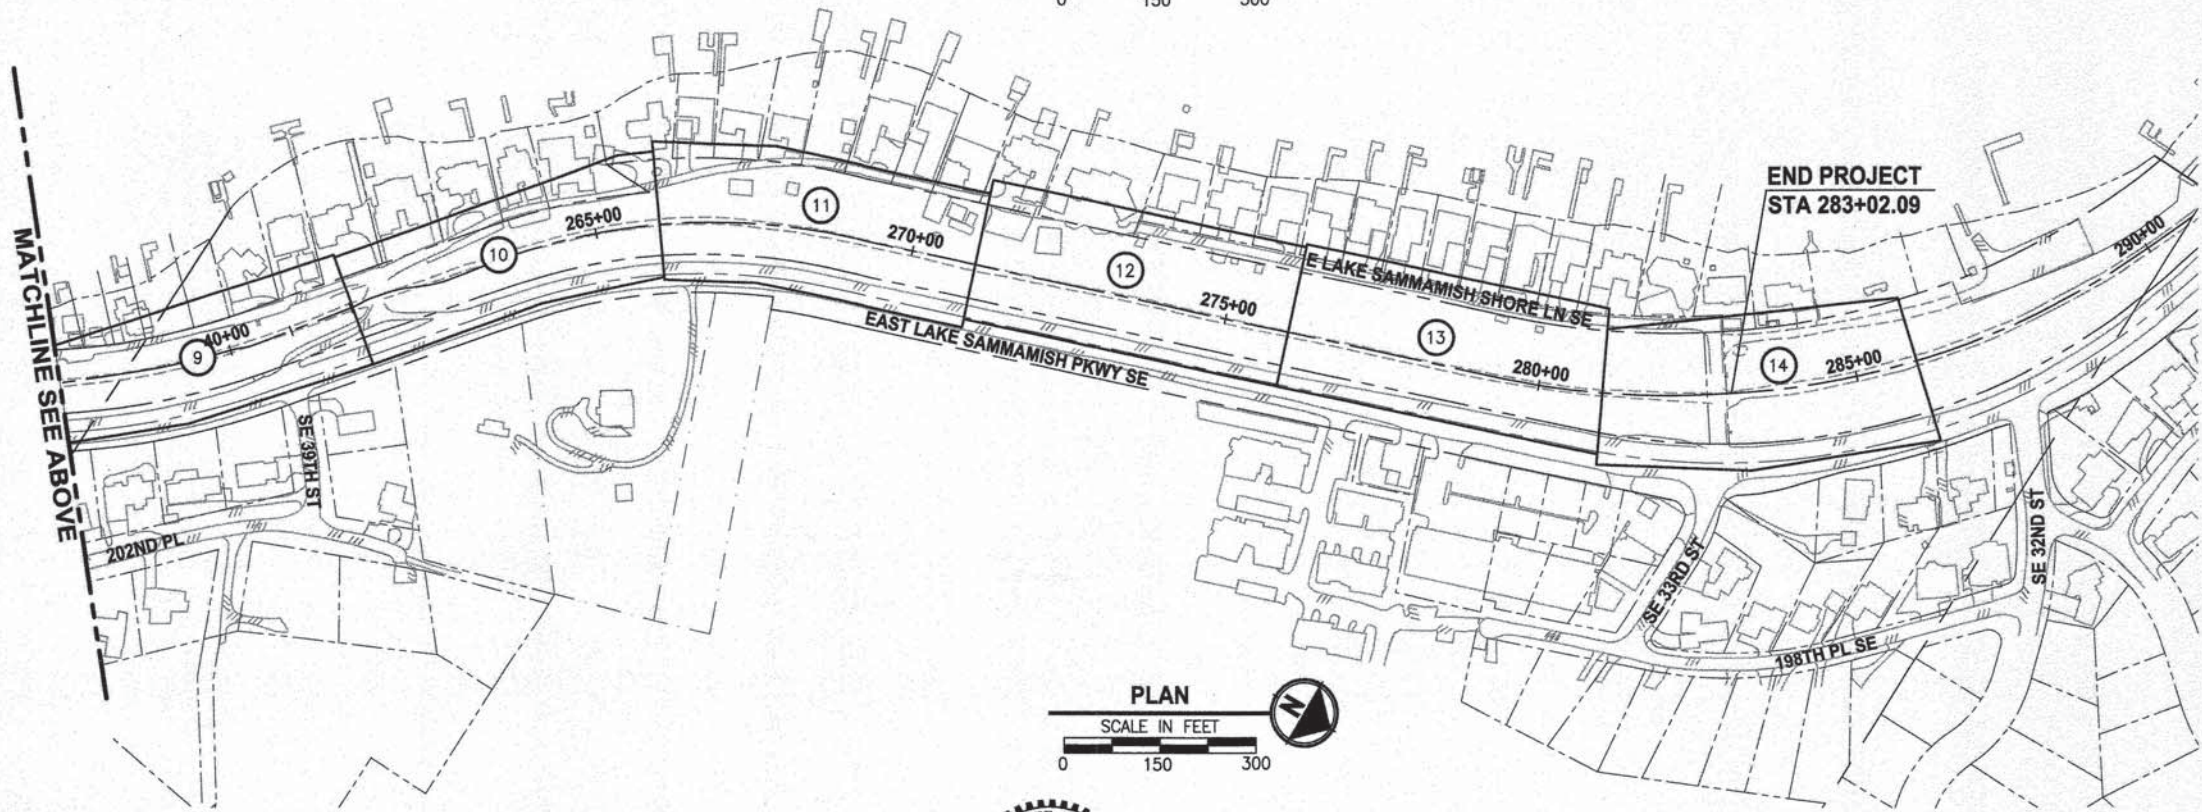 0 150 300
END PROJECT
STA 283+02.09
MATCHLINE SEE ABOVE
9
40+00
10
265+00
11
270+00
12
275+00
E LAKE SAMMAMISH SHORE LN SE
13
280+00
14
285+00
290+00
EAST LAKE SAMMAMISH PKWY SE
SE 39TH ST
202ND PL
SE 33RD ST
SE 32ND ST
198TH PL SE
PLAN
SCALE IN FEET
0 150 300
N